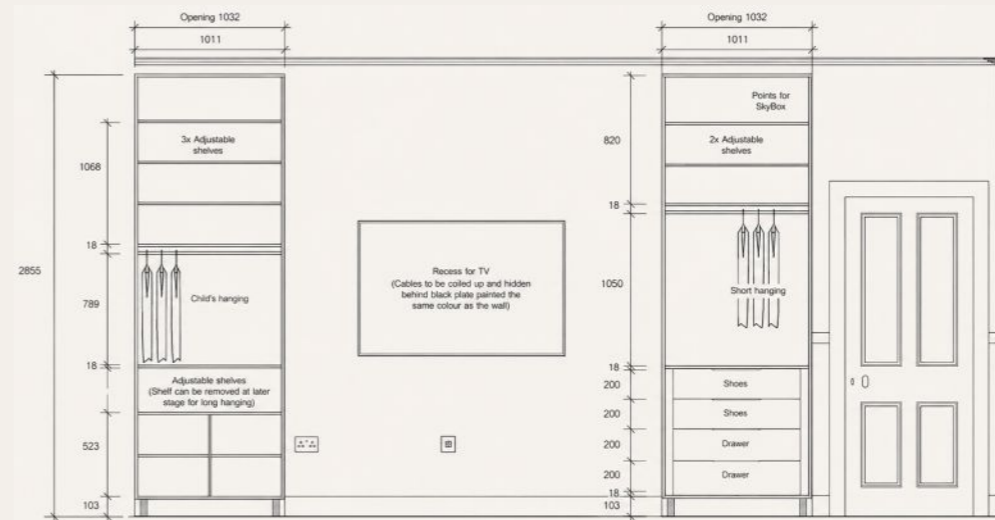 Opening 1032
1011
2855
1068
18
789
18
523
103
3x Adjustable
shelves
Child's hanging
Adjustable shelves
(Shelf can be removed at later
stage for long hanging)
Recess for TV
(Cables to be coiled up and hidden
behind black plate painted the
same colour as the wall)
Opening 1032
1011
820
18
1050
18
200
200
200
200
18
103
Points for
SkyBox
2x Adjustable
shelves
Short hanging
Shoes
Shoes
Drawer
Drawer